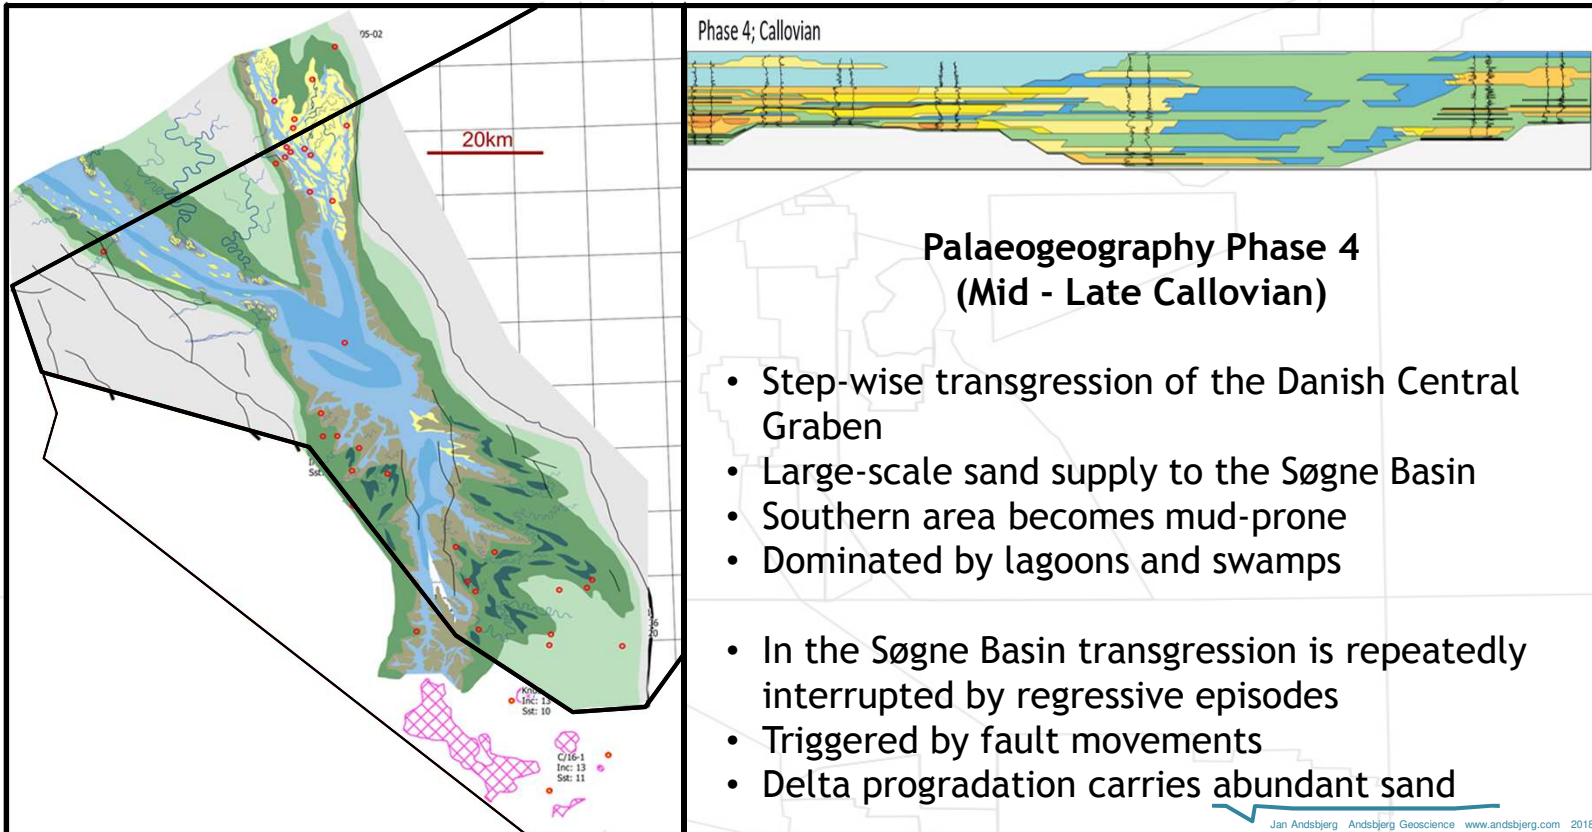 05-02
20km
Sst:
Inc: 13
Sst: 10
C/16-1
Inc: 13
Sst: 11
Phase 4; Callovian
Palaeogeography Phase 4
(Mid - Late Callovian)
• Step-wise transgression of the Danish Central
Graben
• Large-scale sand supply to the Søgne Basin
• Southern area becomes mud-prone
• Dominated by lagoons and swamps
• In the Søgne Basin transgression is repeatedly
interrupted by regressive episodes
• Triggered by fault movements
• Delta progradation carries abundant sand
Jan Andsbjerg Andsbjerg Geoscience www.andsbjerg.com 2018